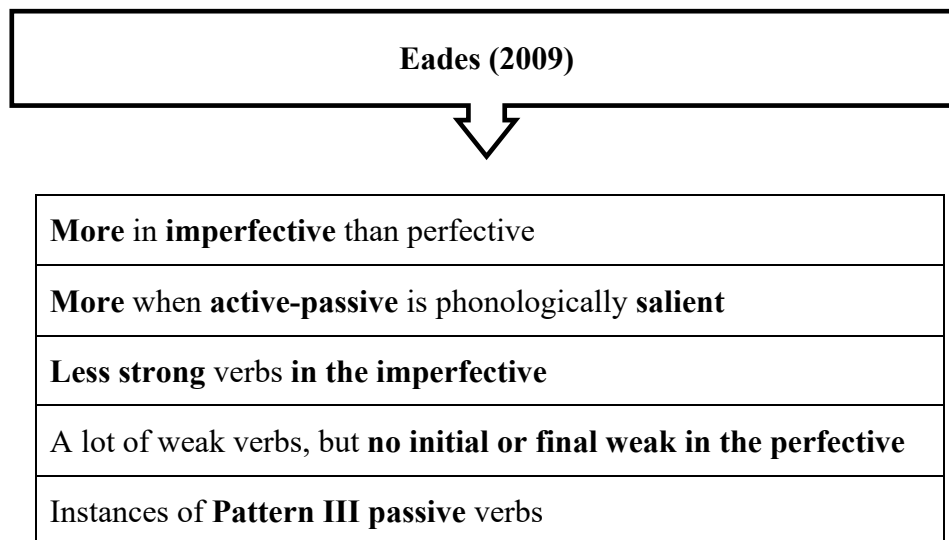 Eades (2009)
More in imperfective than perfective
More when active-passive is phonologically salient
Less strong verbs in the imperfective
A lot of weak verbs, but no initial or final weak in the perfective
Instances of Pattern III passive verbs